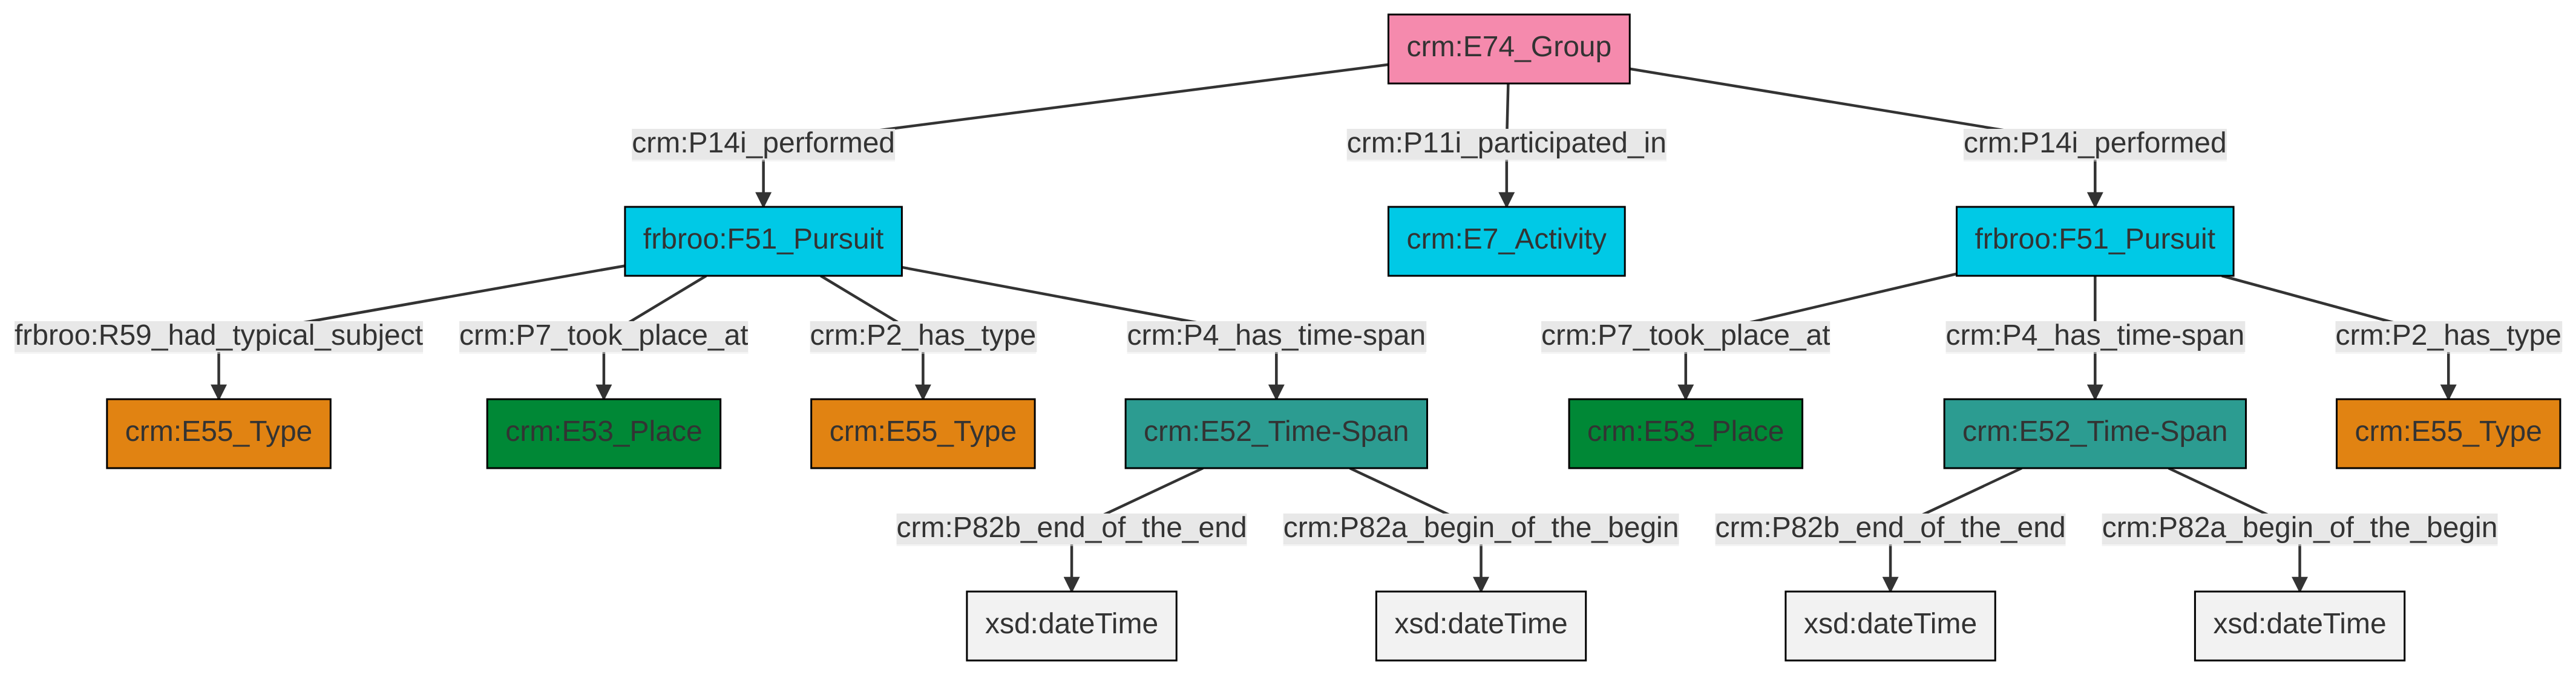 crm:E74_Group
crm:P14i_performed
crm:P11i_participated_in
crm:P14i_performed
frbroo:F51_Pursuit
crm:E7_Activity
frbroo:F51_Pursuit
frbroo:R59_had_typical_subject
crm:P7_took_place_at
crm:P2_has_type
crm:P4_has_time-span
crm:P7_took_place_at
crm:P4_has_time-span
crm:P2_has_type
crm:E55_Type
crm:E53_Place
crm:E55_Type
crm:E52_Time-Span
crm:E53_Place
crm:E52_Time-Span
crm:E55_Type
crm:P82b_end_of_the_end
crm:P82a_begin_of_the_begin
crm:P82b_end_of_the_end
crm:P82a_begin_of_the_begin
xsd:dateTime
xsd:dateTime
xsd:dateTime
xsd:dateTime